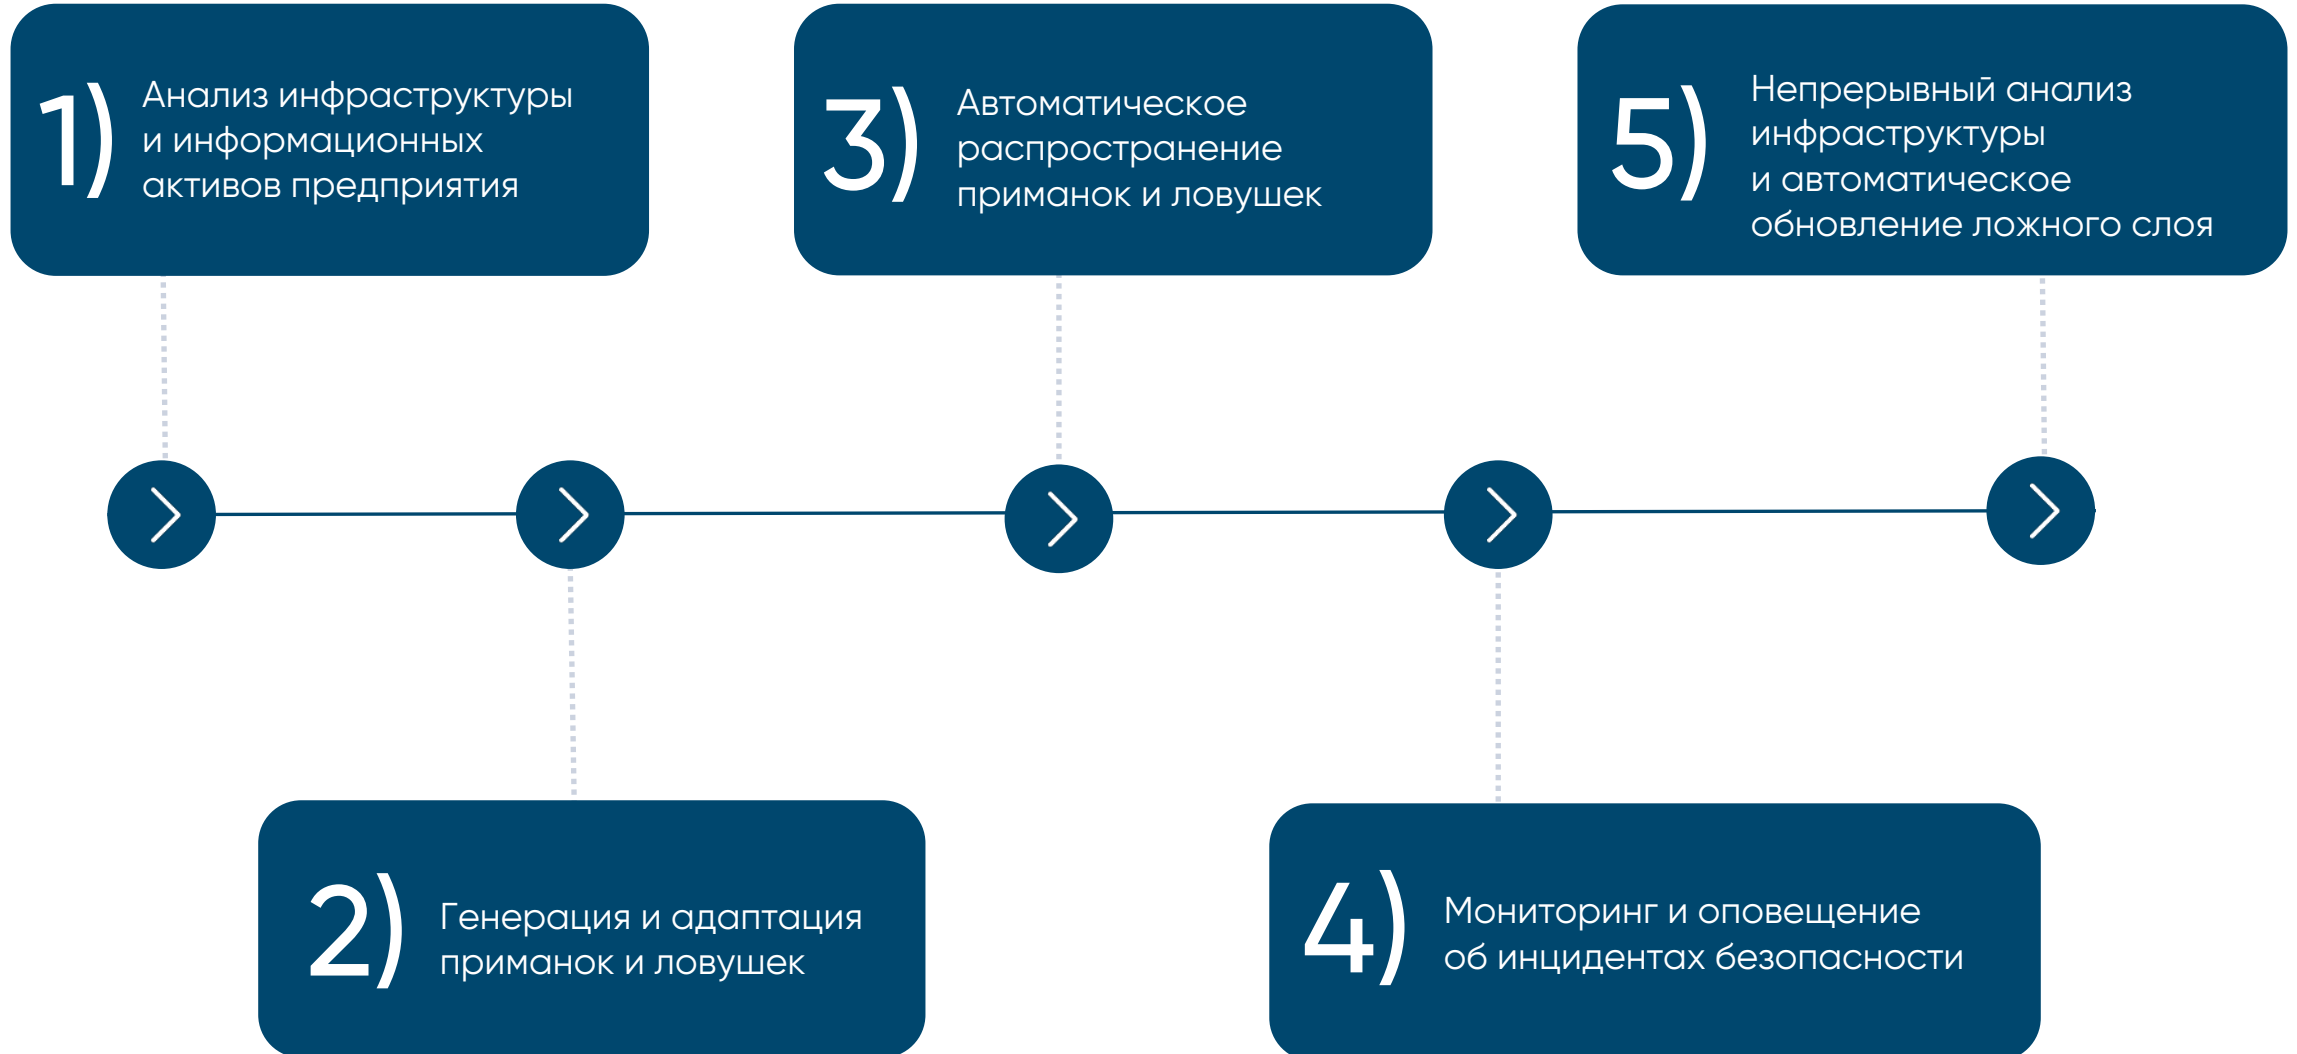 1)
Анализ инфраструктуры
и информационных
активов предприятия
2)
Генерация и адаптация
приманок и ловушек
3)
Автоматическое
распространение
приманок и ловушек
4)
Мониторинг и оповещение
об инцидентах безопасности
5)
Непрерывный анализ
инфраструктуры
и автоматическое
обновление ложного слоя